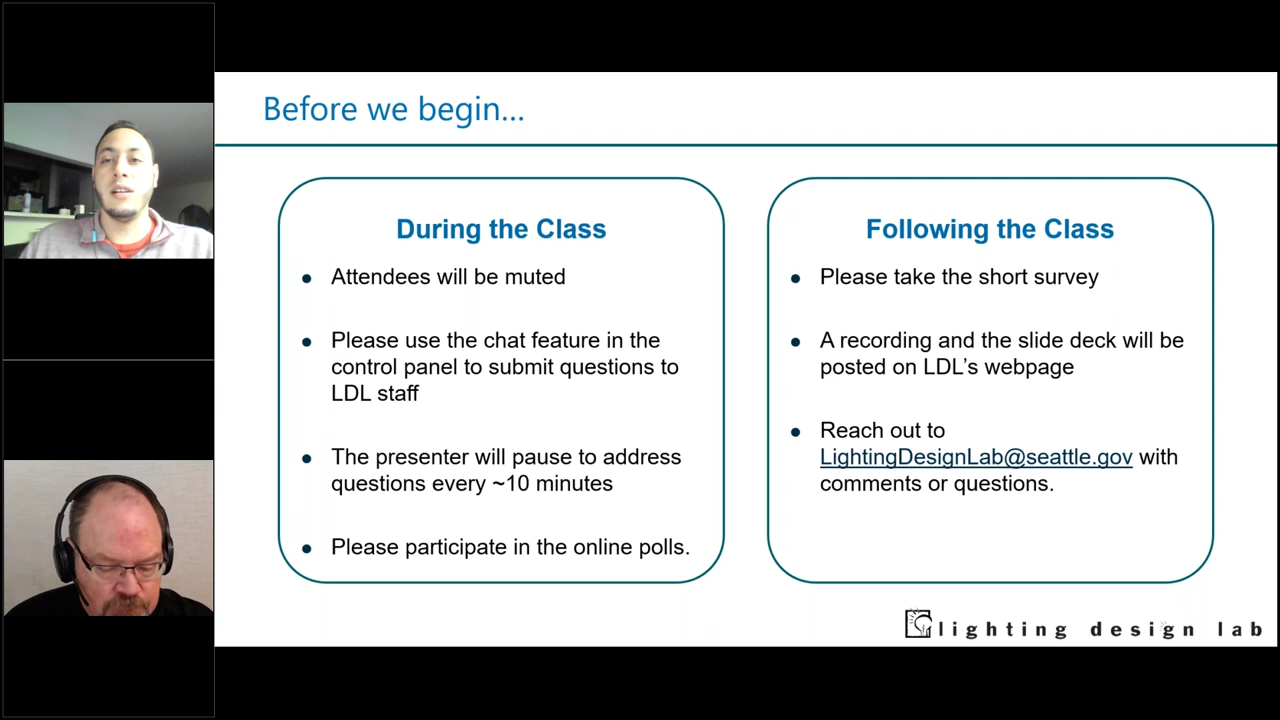 Before we begin...
During the Class
• Attendees will be muted
• Please use the chat feature in the
control panel to submit questions to
LDL staff
• The presenter will pause to address
questions every ~10 minutes
• Please participate in the online polls.
Following the Class
• Please take the short survey
• A recording and the slide deck will be
posted on LDL’s webpage
• Reach out to
LightingDesignLab@seattle.gov with
comments or questions.
lighting design lab